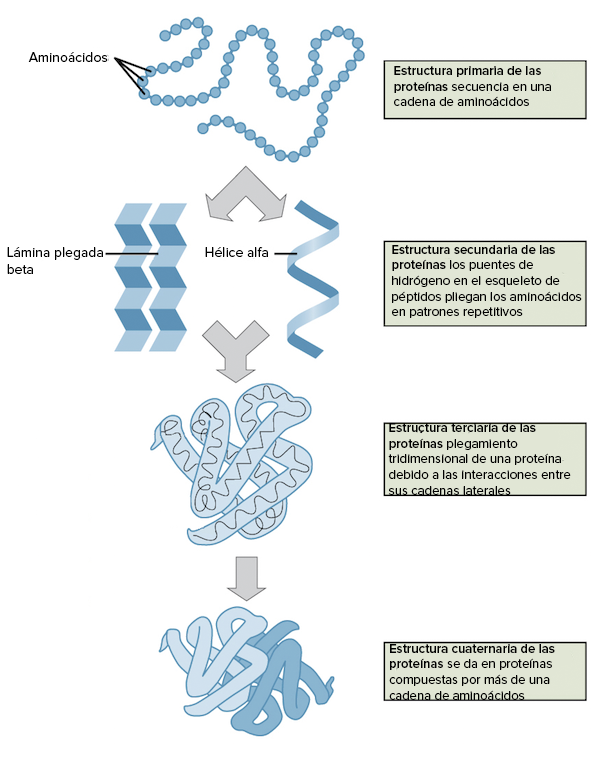 Aminoácidos
Estructura primaria de las
proteínas secuencia en una
cadena de aminoácidos
Lámina plegada
beta
Hélice alfa
Estructura secundaria de las
proteínas los puentes de
hidrógeno en el esqueleto de
péptidos pliegan los aminoácidos
en patrones repetitivos
Estructura terciaria de las
proteínas plegamiento
tridimensional de una proteína
debido a las interacciones entre
sus cadenas laterales
Estructura cuaternaria de las
proteínas se da en proteínas
compuestas por más de una
cadena de aminoácidos